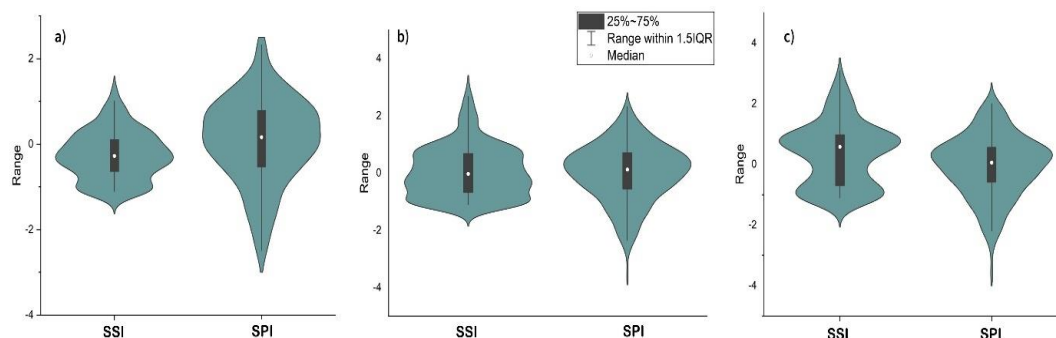 a)
Range
2
0
-2
-4
SSI
SPI
25%~75%
Range within 1.5IQR
Median
b)
Range
4
2
0
-2
-4
SSI
SPI
c)
Range
4
2
0
-2
-4
SSI
SPI